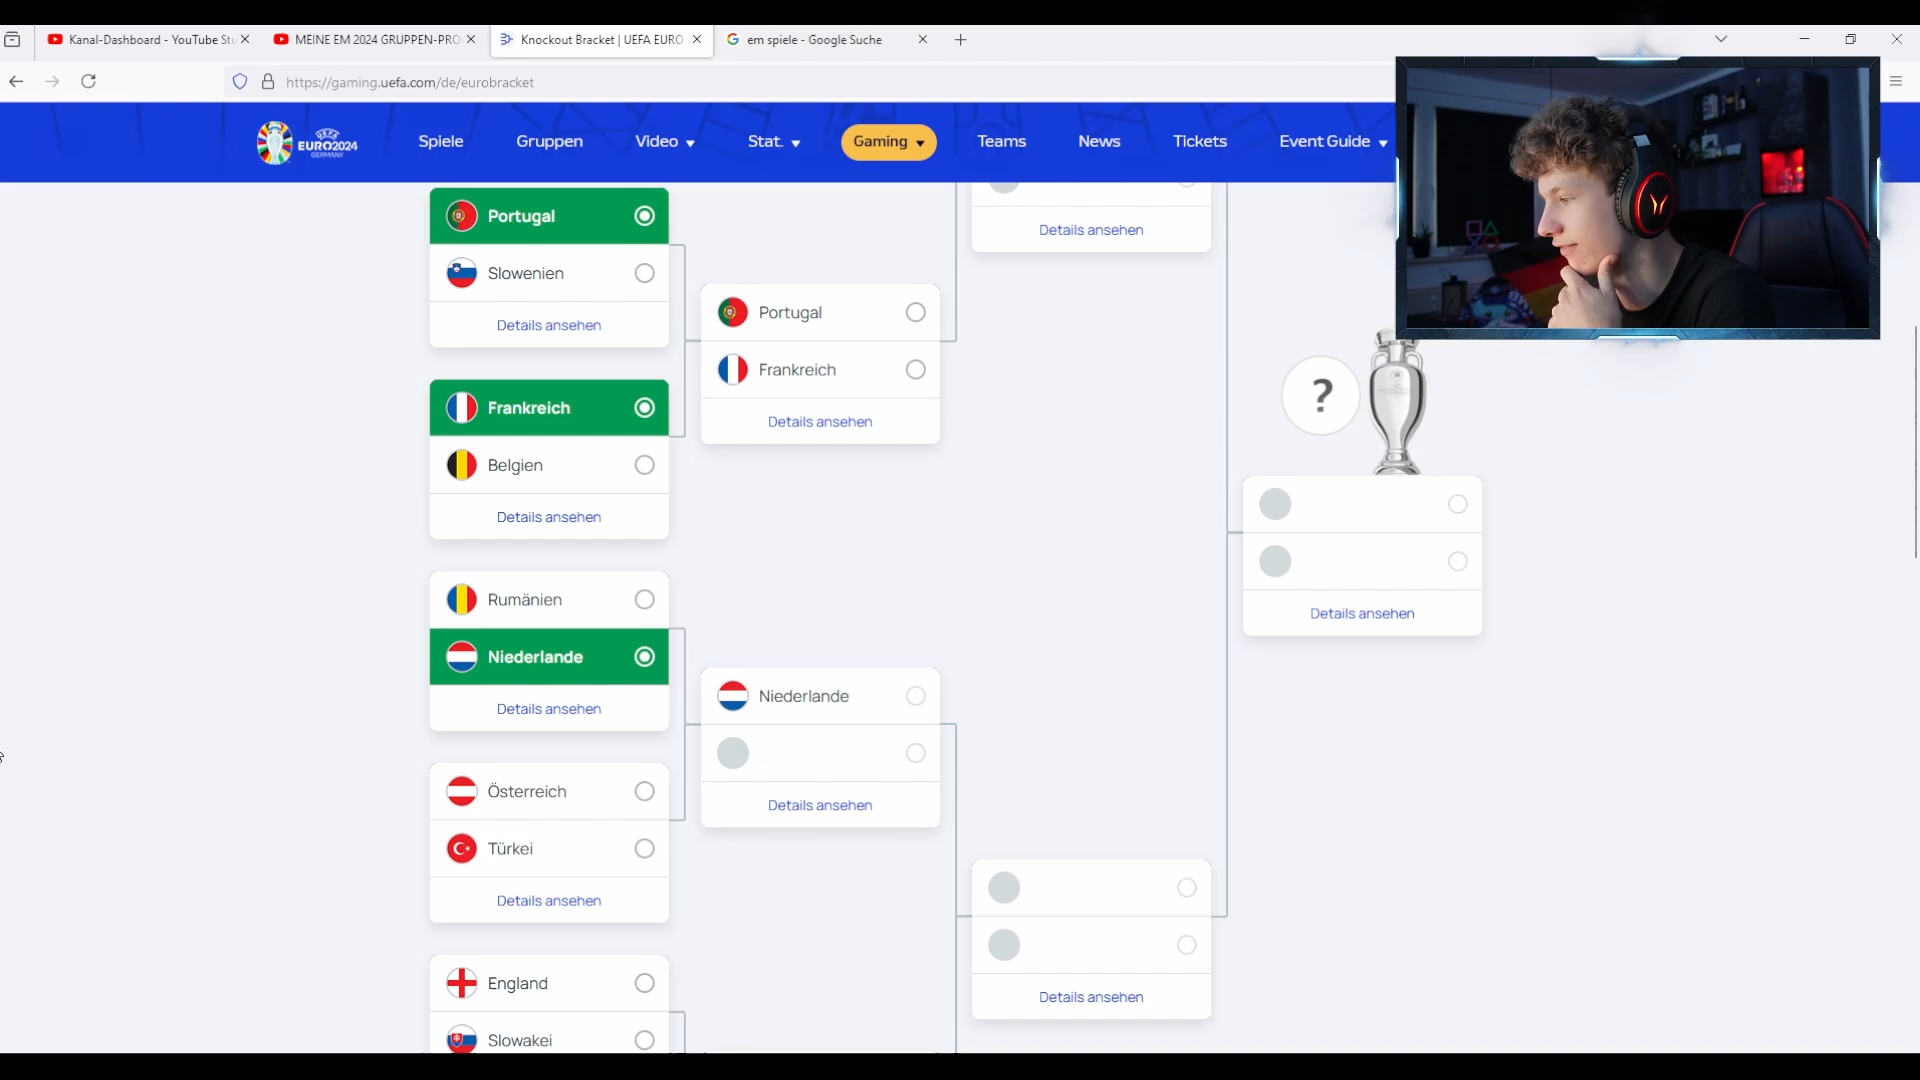 Kanal-Dashboard - YouTube Stu
MEINE EM 2024 GRUPPEN-PRO
Knockout Bracket | UEFA EURO
em spiele - Google Suche
https://gaming.uefa.com/de/eurobracket
UEFA
EURO2024
GERMANY
Spiele
Gruppen
Video
Stat.
Gaming
Teams
News
Tickets
Event Guide
Portugal
Slowenien
Details ansehen
Frankreich
Belgien
Details ansehen
Rumänien
Niederlande
Details ansehen
Österreich
Türkei
Details ansehen
England
Slowakei
Portugal
Frankreich
Details ansehen
Niederlande
Details ansehen
Details ansehen
Details ansehen
?
Details ansehen